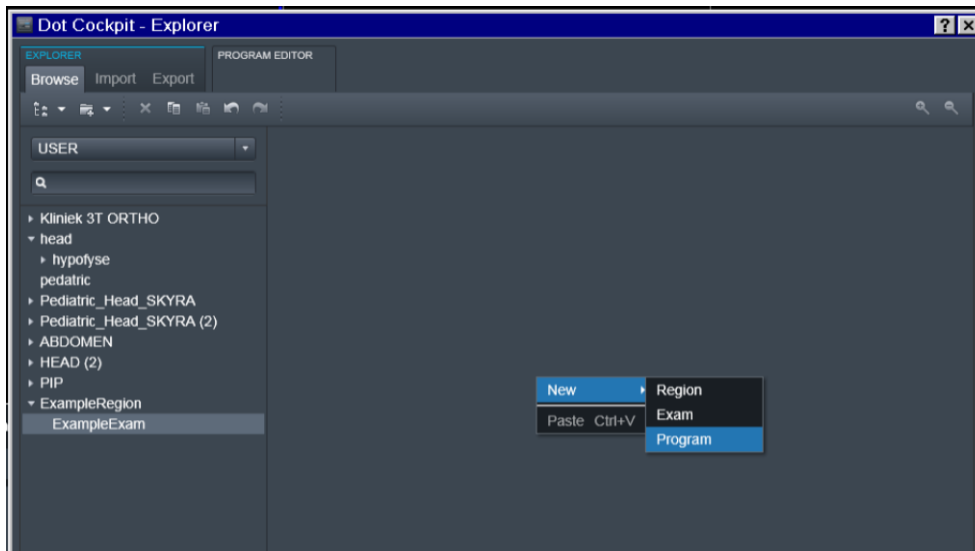 Dot Cockpit - Explorer
EXPLORER
PROGRAM EDITOR
Browse Import Export
USER
Kliniek 3T ORTHO
head
hypofyse
pedatric
Pediatric_Head_SKYRA
Pediatric_Head_SKYRA (2)
ABDOMEN
HEAD (2)
PIP
ExampleRegion
ExampleExam
New
Paste Ctrl+V
Region
Exam
Program